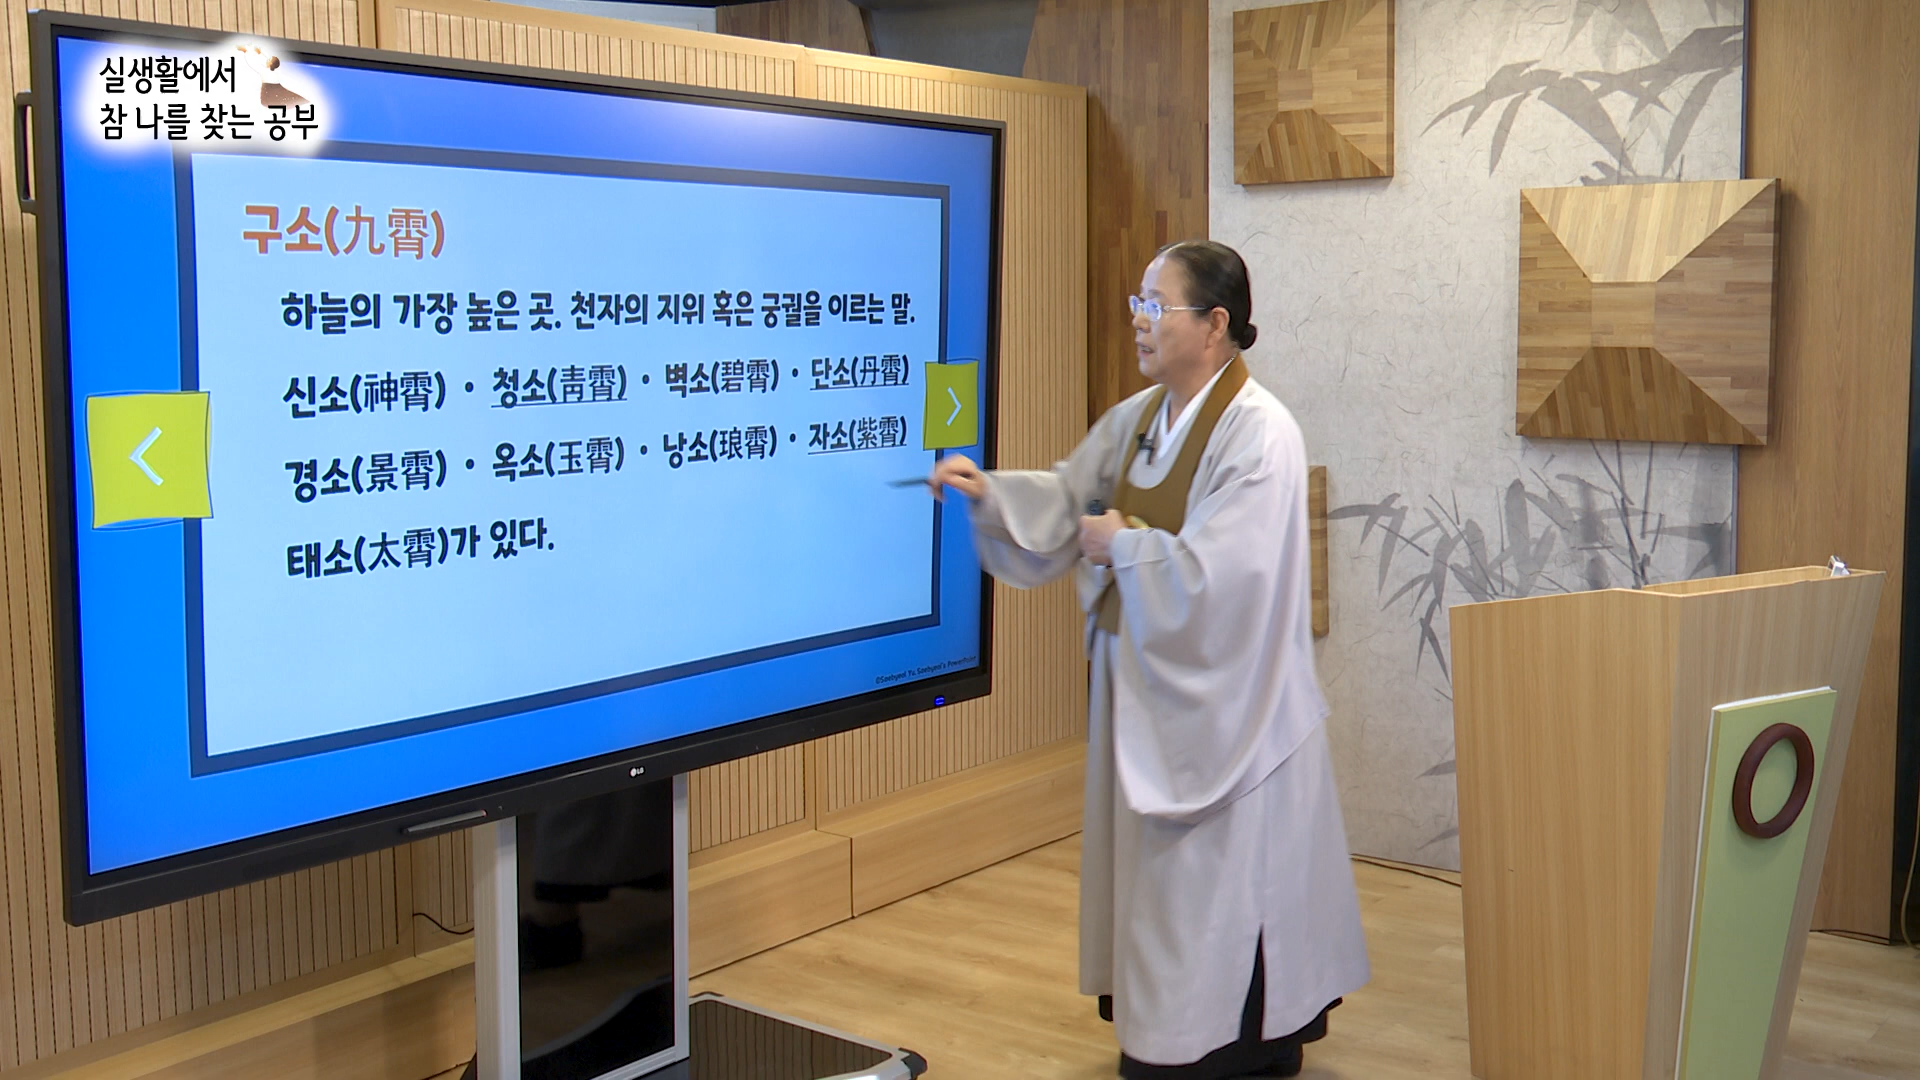 실생활에서
참 나를 찾는 공부
구소(九霄)
하늘의 가장 높은 곳. 천자의 지위 혹은 궁궐을 이르는 말.
신소(神霄) · 청소(靑霄) · 벽소(碧霄) · 단소(丹霄)
경소(景霄) · 옥소(玉霄) · 낭소(琅霄) · 자소(紫霄)
태소(太霄)가 있다.
©Saebyeol Yu. Saebyeol's PowerPoint
LG